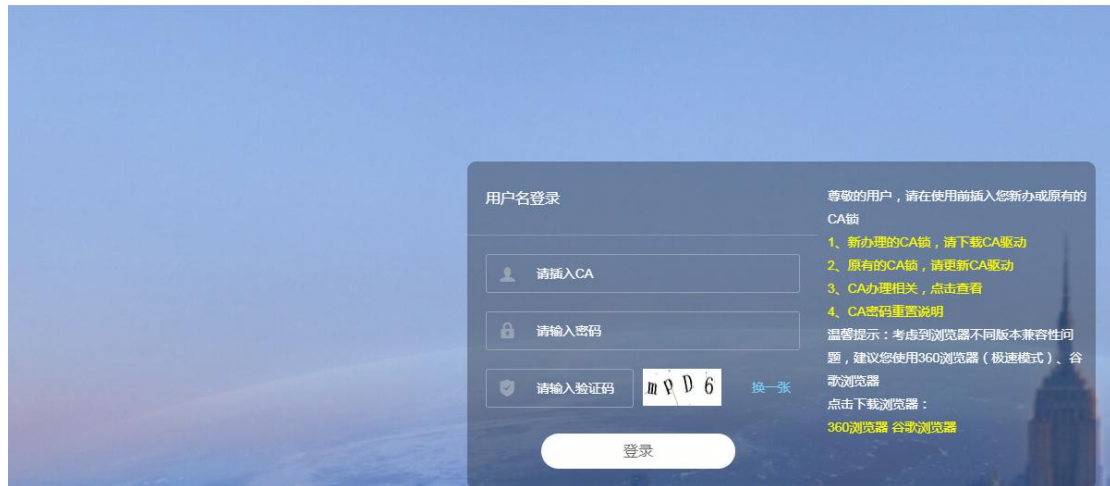 用户名登录
请插入CA
请输入密码
请输入验证码
mPD6
换一张
登录
尊敬的用户，请在使用前插入您新办或原有的
CA锁
1、新办理的CA锁，请下载CA驱动
2、原有的CA锁，请更新CA驱动
3、CA办理相关，点击查看
4、CA密码重置说明
温馨提示：考虑到浏览器不同版本兼容性问
题，建议您使用360浏览器（极速模式）、谷
歌浏览器
点击下载浏览器：
360浏览器 谷歌浏览器